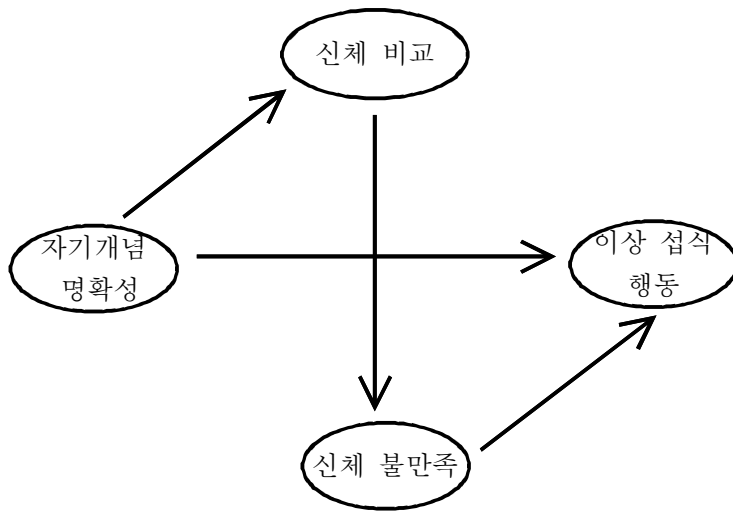 신체 비교
자기개념
명확성
이상 섭식
행동
신체 불만족